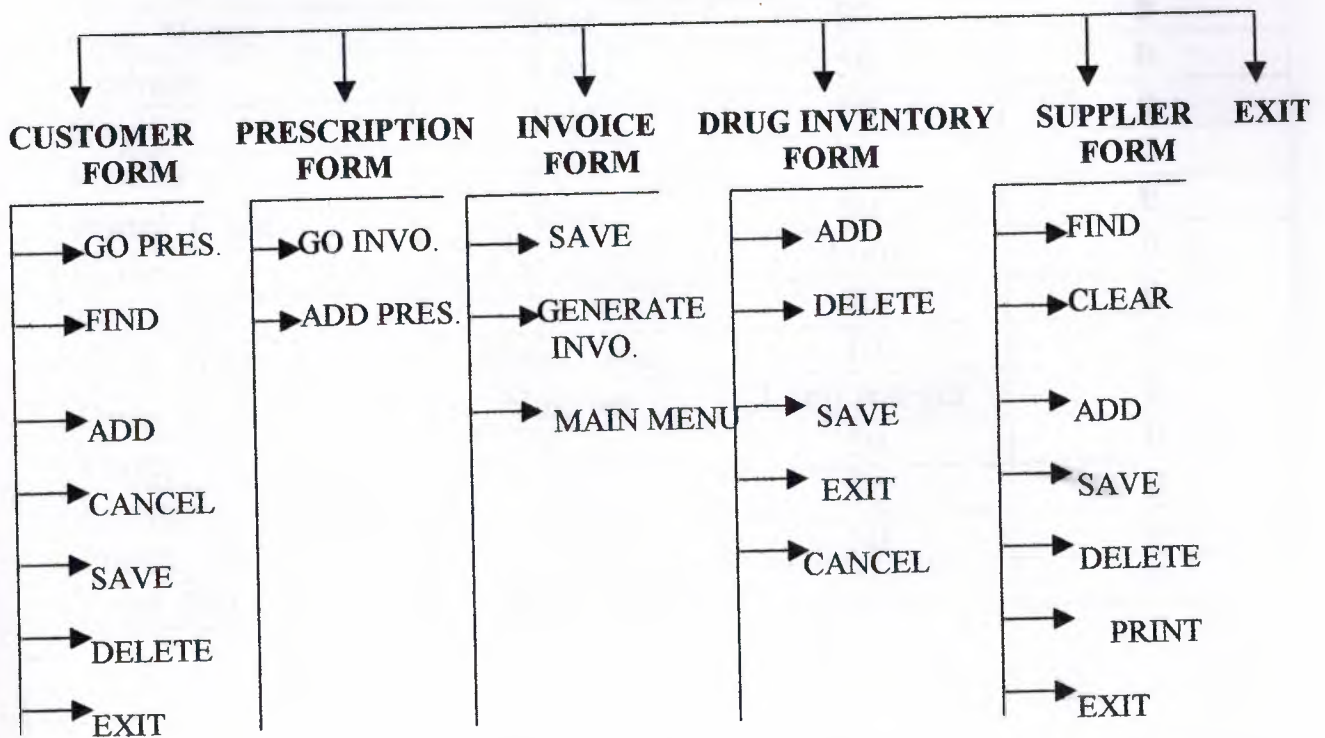 CUSTOMER FORM
PRESCRIPTION FORM
INVOICE FORM
DRUG INVENTORY FORM
SUPPLIER FORM
EXIT
GO PRES.
FIND
ADD
CANCEL
SAVE
DELETE
EXIT
GO INVO.
ADD PRES.
SAVE
GENERATE
INVO.
MAIN MENU
ADD
DELETE
SAVE
EXIT
CANCEL
FIND
CLEAR
ADD
SAVE
DELETE
PRINT
EXIT